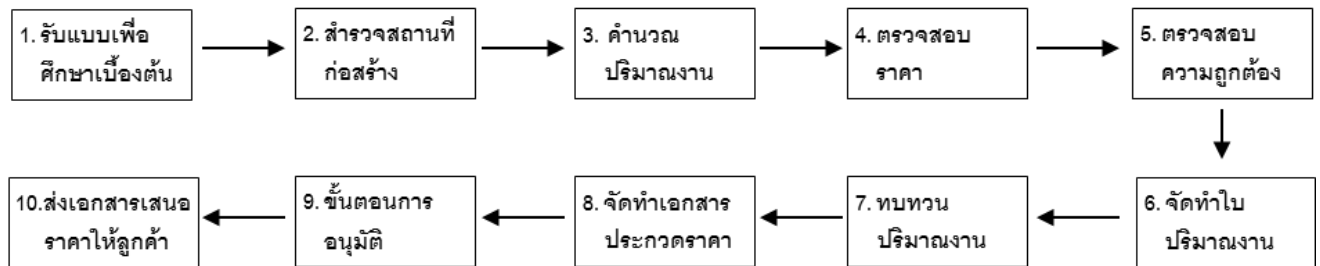 1. รับแบบเพื่อ
ศึกษาเบื้องต้น
2. สำรวจสถานที่
ก่อสร้าง
3. คำนวณ
ปริมาณงาน
4. ตรวจสอบ
ราคา
5. ตรวจสอบ
ความถูกต้อง
6. จัดทำใบ
ปริมาณงาน
7. ทบทวน
ปริมาณงาน
8. จัดทำเอกสาร
ประกวดราคา
9. ขั้นตอนการ
อนุมัติ
10.ส่งเอกสารเสนอ
ราคาให้ลูกค้า